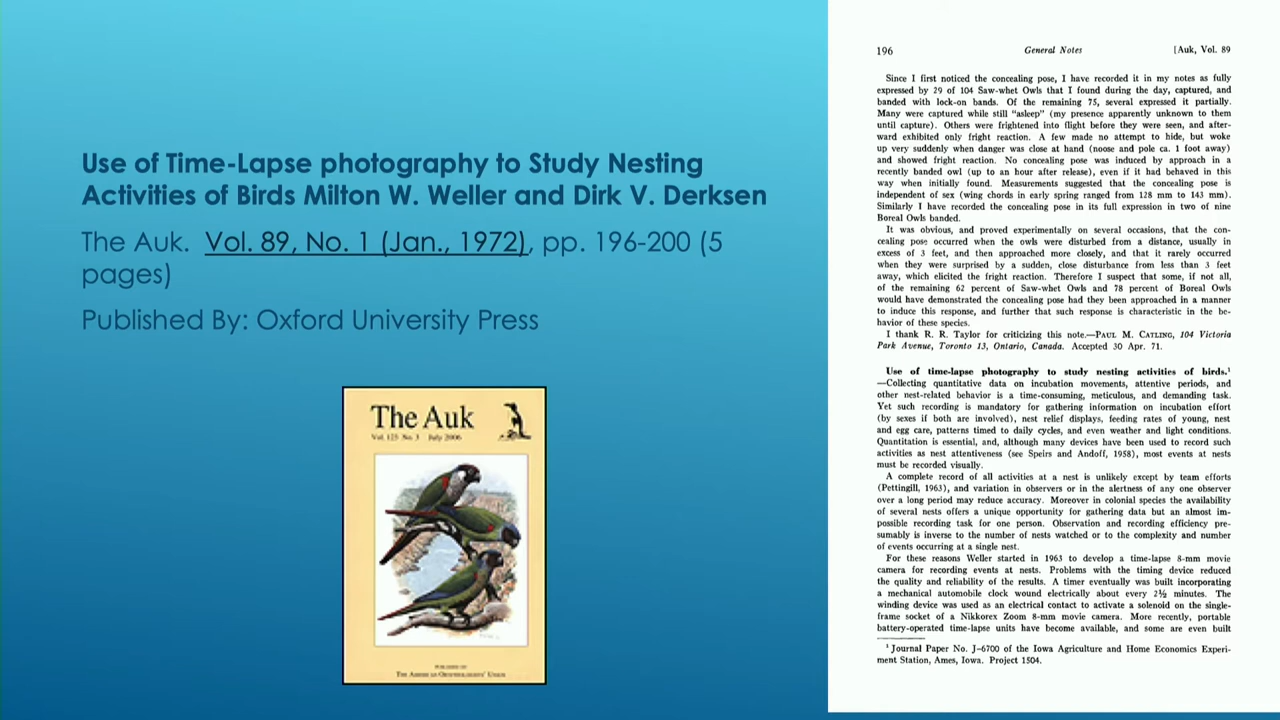 Use of Time-Lapse photography to Study Nesting
Activities of Birds Milton W. Weller and Dirk V. Derksen
The Auk. Vol. 89, No. 1 (Jan., 1972), pp. 196-200 (5
pages)
Published By: Oxford University Press
The Auk
Vol. 123 No. 3 July 2006
PUBLISHED BY
THE AMERICAN ORNITHOLOGISTS' UNION
196 General Notes [Auk, Vol. 89
Since I first noticed the concealing pose, I have recorded it in my notes as fully
expressed by 29 of 104 Saw-whet Owls that I found during the day, captured, and
banded with lock-on bands. Of the remaining 75, several expressed it partially.
Many were captured while still "asleep" (my presence apparently unknown to them
until capture). Others were frightened into flight before they were seen, and after-
ward exhibited only fright reaction. A few made no attempt to hide, but woke
up very suddenly when danger was close at hand (noose and pole ca. 1 foot away)
and showed fright reaction. No concealing pose was induced by approach in a
recently banded owl (up to an hour after release), even if it had behaved in this
way when initially found. Measurements suggested that the concealing pose is
independent of sex (wing chords in early spring ranged from 128 mm to 143 mm).
Similarly I have recorded the concealing pose in its full expression in two of nine
Boreal Owls banded.
It was obvious, and proved experimentally on several occasions, that the con-
cealing pose occurred when the owls were disturbed from a distance, usually in
excess of 3 feet, and then approached more closely, and that it rarely occurred
when they were surprised by a sudden, close disturbance from less than 3 feet
away, which elicited the fright reaction. Therefore I suspect that some, if not all,
of the remaining 62 percent of Saw-whet Owls and 78 percent of Boreal Owls
would have demonstrated the concealing pose had they been approached in a manner
to induce this response, and further that such response is characteristic in the be-
havior of these species.
I thank R. R. Taylor for criticizing this note.—PAUL M. CATLING, 104 Victoria
Park Avenue, Toronto 13, Ontario, Canada. Accepted 30 Apr. 71.
Use of time-lapse photography to study nesting activities of birds.¹
—Collecting quantitative data on incubation movements, attentive periods, and
other nest-related behavior is a time-consuming, meticulous, and demanding task.
Yet such recording is mandatory for gathering information on incubation effort
(by sexes if both are involved), nest relief displays, feeding rates of young, nest
and egg care, patterns timed to daily cycles, and even weather and light conditions.
Quantitation is essential, and, although many devices have been used to record such
activities as nest attentiveness (see Speirs and Andoff, 1958), most events at nests
must be recorded visually.
A complete record of all activities at a nest is unlikely except by team efforts
(Pettingill, 1963), and variation in observers or in the alertness of any one observer
over a long period may reduce accuracy. Moreover in colonial species the availability
of several nests offers a unique opportunity for gathering data but an almost im-
possible recording task for one person. Observation and recording efficiency pre-
sumably is inverse to the number of nests watched or to the complexity and number
of events occurring at a single nest.
For these reasons Weller started in 1963 to develop a time-lapse 8-mm movie
camera for recording events at nests. Problems with the timing device reduced
the quality and reliability of the results. A timer eventually was built incorporating
a mechanical automobile clock wound electrically about every 2½ minutes. The
winding device was used as an electrical contact to activate a solenoid on the single-
frame socket of a Nikkorex Zoom 8-mm movie camera. More recently, portable
battery-operated time-lapse units have become available, and some are even built
¹ Journal Paper No. J-6700 of the Iowa Agriculture and Home Economics Experi-
ment Station, Ames, Iowa. Project 1504.